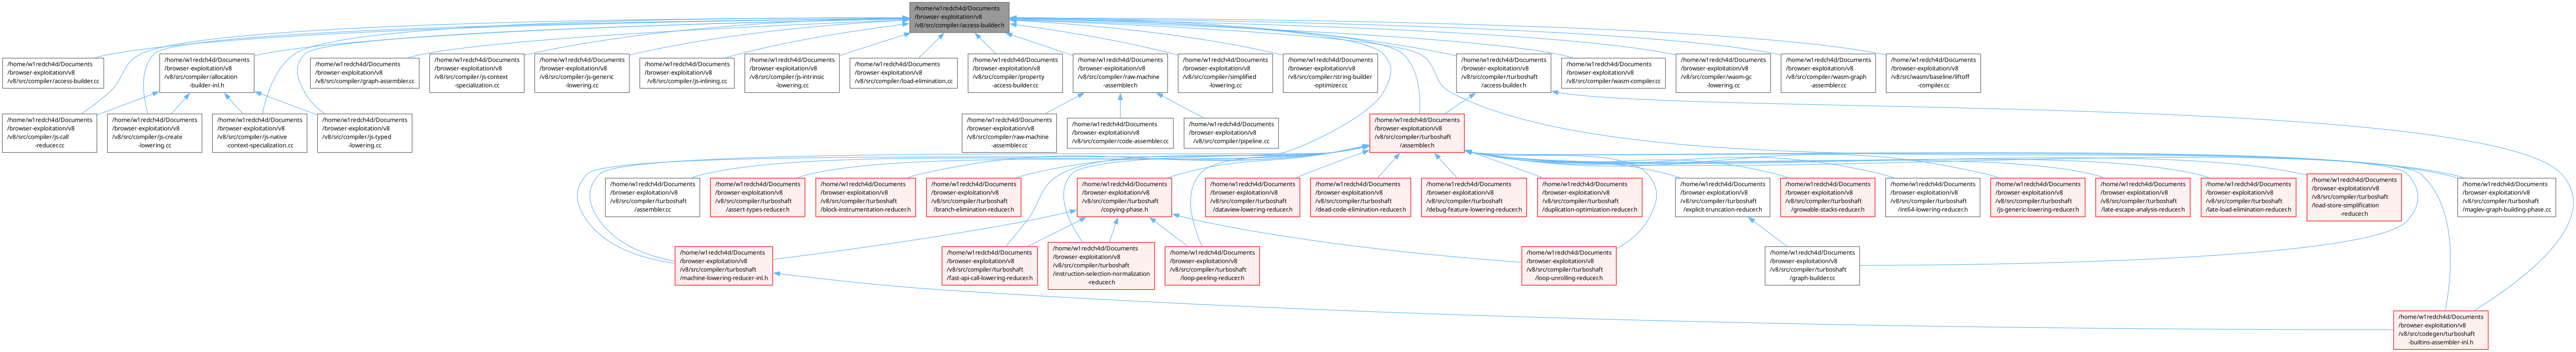 /home/w1redch4d/Documents
/browser-exploitation/v8
/v8/src/compiler/access-builder.h
/home/w1redch4d/Documents
/browser-exploitation/v8
/v8/src/compiler/access-builder.cc
/home/w1redch4d/Documents
/browser-exploitation/v8
/v8/src/compiler/allocation
-builder-inl.h
/home/w1redch4d/Documents
/browser-exploitation/v8
/v8/src/compiler/graph-assembler.cc
/home/w1redch4d/Documents
/browser-exploitation/v8
/v8/src/compiler/js-context
-specialization.cc
/home/w1redch4d/Documents
/browser-exploitation/v8
/v8/src/compiler/js-generic
-lowering.cc
/home/w1redch4d/Documents
/browser-exploitation/v8
/v8/src/compiler/js-inlining.cc
/home/w1redch4d/Documents
/browser-exploitation/v8
/v8/src/compiler/js-intrinsic
-lowering.cc
/home/w1redch4d/Documents
/browser-exploitation/v8
/v8/src/compiler/load-elimination.cc
/home/w1redch4d/Documents
/browser-exploitation/v8
/v8/src/compiler/property
-access-builder.cc
/home/w1redch4d/Documents
/browser-exploitation/v8
/v8/src/compiler/raw-machine
-assembler.h
/home/w1redch4d/Documents
/browser-exploitation/v8
/v8/src/compiler/simplified
-lowering.cc
/home/w1redch4d/Documents
/browser-exploitation/v8
/v8/src/compiler/string-builder
-optimizer.cc
/home/w1redch4d/Documents
/browser-exploitation/v8
/v8/src/compiler/turboshaft
/access-builder.h
/home/w1redch4d/Documents
/browser-exploitation/v8
/v8/src/compiler/wasm-compiler.cc
/home/w1redch4d/Documents
/browser-exploitation/v8
/v8/src/compiler/wasm-gc
-lowering.cc
/home/w1redch4d/Documents
/browser-exploitation/v8
/v8/src/compiler/wasm-graph
-assembler.cc
/home/w1redch4d/Documents
/browser-exploitation/v8
/v8/src/wasm/baseline/liftoff
-compiler.cc
/home/w1redch4d/Documents
/browser-exploitation/v8
/v8/src/compiler/js-call
-reducer.cc
/home/w1redch4d/Documents
/browser-exploitation/v8
/v8/src/compiler/js-create
-lowering.cc
/home/w1redch4d/Documents
/browser-exploitation/v8
/v8/src/compiler/js-native
-context-specialization.cc
/home/w1redch4d/Documents
/browser-exploitation/v8
/v8/src/compiler/js-typed
-lowering.cc
/home/w1redch4d/Documents
/browser-exploitation/v8
/v8/src/compiler/raw-machine
-assembler.cc
/home/w1redch4d/Documents
/browser-exploitation/v8
/v8/src/compiler/code-assembler.cc
/home/w1redch4d/Documents
/browser-exploitation/v8
/v8/src/compiler/pipeline.cc
/home/w1redch4d/Documents
/browser-exploitation/v8
/v8/src/compiler/turboshaft
/assembler.h
/home/w1redch4d/Documents
/browser-exploitation/v8
/v8/src/compiler/turboshaft
/assembler.cc
/home/w1redch4d/Documents
/browser-exploitation/v8
/v8/src/compiler/turboshaft
/assert-types-reducer.h
/home/w1redch4d/Documents
/browser-exploitation/v8
/v8/src/compiler/turboshaft
/block-instrumentation-reducer.h
/home/w1redch4d/Documents
/browser-exploitation/v8
/v8/src/compiler/turboshaft
/branch-elimination-reducer.h
/home/w1redch4d/Documents
/browser-exploitation/v8
/v8/src/compiler/turboshaft
/copying-phase.h
/home/w1redch4d/Documents
/browser-exploitation/v8
/v8/src/compiler/turboshaft
/dataview-lowering-reducer.h
/home/w1redch4d/Documents
/browser-exploitation/v8
/v8/src/compiler/turboshaft
/dead-code-elimination-reducer.h
/home/w1redch4d/Documents
/browser-exploitation/v8
/v8/src/compiler/turboshaft
/debug-feature-lowering-reducer.h
/home/w1redch4d/Documents
/browser-exploitation/v8
/v8/src/compiler/turboshaft
/duplication-optimization-reducer.h
/home/w1redch4d/Documents
/browser-exploitation/v8
/v8/src/compiler/turboshaft
/explicit-truncation-reducer.h
/home/w1redch4d/Documents
/browser-exploitation/v8
/v8/src/compiler/turboshaft
/growable-stacks-reducer.h
/home/w1redch4d/Documents
/browser-exploitation/v8
/v8/src/compiler/turboshaft
/int64-lowering-reducer.h
/home/w1redch4d/Documents
/browser-exploitation/v8
/v8/src/compiler/turboshaft
/js-generic-lowering-reducer.h
/home/w1redch4d/Documents
/browser-exploitation/v8
/v8/src/compiler/turboshaft
/late-escape-analysis-reducer.h
/home/w1redch4d/Documents
/browser-exploitation/v8
/v8/src/compiler/turboshaft
/late-load-elimination-reducer.h
/home/w1redch4d/Documents
/browser-exploitation/v8
/v8/src/compiler/turboshaft
/load-store-simplification
-reducer.h
/home/w1redch4d/Documents
/browser-exploitation/v8
/v8/src/compiler/turboshaft
/maglev-graph-building-phase.cc
/home/w1redch4d/Documents
/browser-exploitation/v8
/v8/src/compiler/turboshaft
/machine-lowering-reducer-inl.h
/home/w1redch4d/Documents
/browser-exploitation/v8
/v8/src/compiler/turboshaft
/fast-api-call-lowering-reducer.h
/home/w1redch4d/Documents
/browser-exploitation/v8
/v8/src/compiler/turboshaft
/instruction-selection-normalization
-reducer.h
/home/w1redch4d/Documents
/browser-exploitation/v8
/v8/src/compiler/turboshaft
/loop-peeling-reducer.h
/home/w1redch4d/Documents
/browser-exploitation/v8
/v8/src/compiler/turboshaft
/loop-unrolling-reducer.h
/home/w1redch4d/Documents
/browser-exploitation/v8
/v8/src/compiler/turboshaft
/graph-builder.cc
/home/w1redch4d/Documents
/browser-exploitation/v8
/v8/src/codegen/turboshaft
-builtins-assembler-inl.h